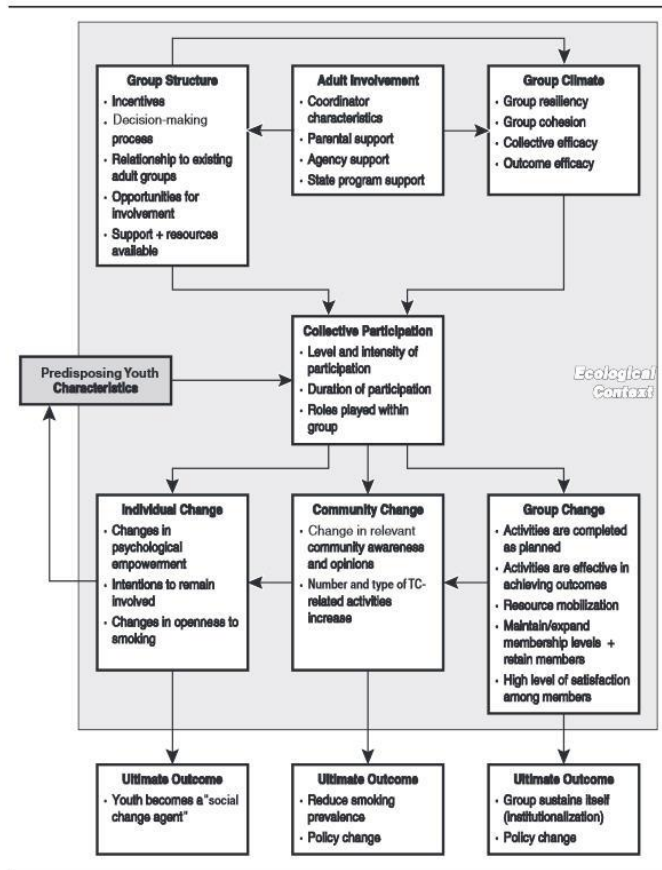 Group Structure
· Incentives
· Decision-making
process
· Relationship to existing
adult groups
· Opportunities for
involvement
· Support + resources
available
Adult Involvement
· Coordinator
characteristics
· Parental support
· Agency support
· State program support
Group Climate
· Group resiliency
· Group cohesion
· Collective efficacy
· Outcome efficacy
Collective Participation
· Level and intensity of
participation
· Duration of participation
· Roles played within
group
Predisposing Youth
Characteristics
Ecological
Context
Individual Change
· Changes in
psychological
empowerment
· Intentions to remain
involved
· Changes in openness to
smoking
Community Change
· Change in relevant
community awareness
and opinions
· Number and type of TC-
related activities
increase
Group Change
· Activities are completed
as planned
· Activities are effective in
achieving outcomes
· Resource mobilization
· Maintain/expand
membership levels +
retain members
· High level of satisfaction
among members
Ultimate Outcome
· Youth becomes a "social
change agent"
Ultimate Outcome
· Reduce smoking
prevalence
· Policy change
Ultimate Outcome
· Group sustains itself
(institutionalization)
· Policy change